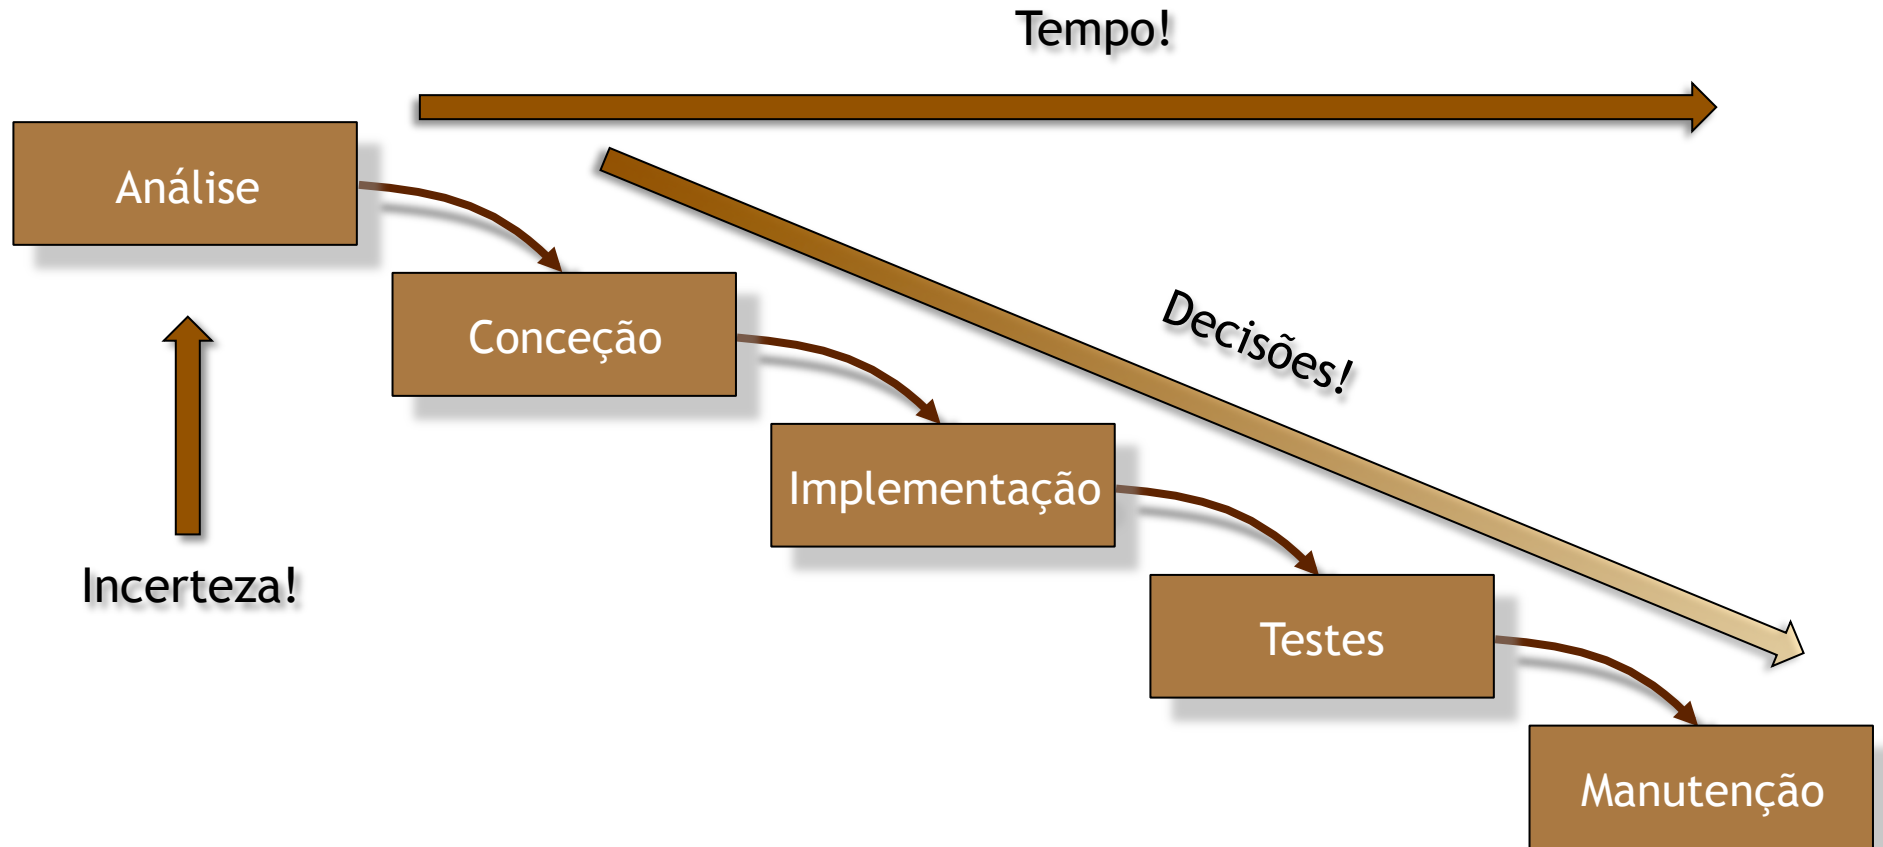 Tempo!
Análise
Decisões!
Conceção
Implementação
Incerteza!
Testes
Manutenção